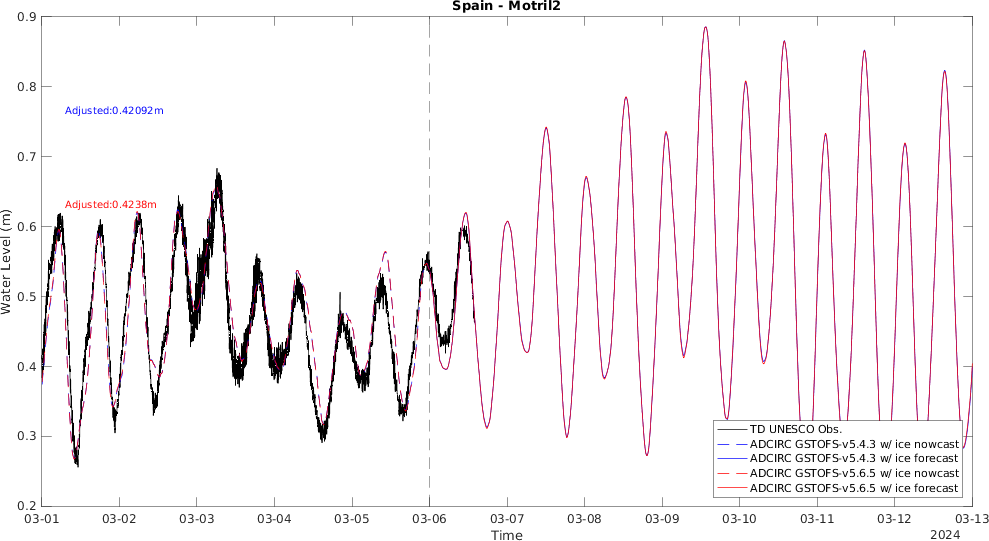 Spain - Motril2
0.9
0.8
0.7
0.6
0.5
0.4
0.3
0.2
Water Level (m)
Adjusted:0.42092m
Adjusted:0.4238m
TD UNESCO Obs.
ADCIRC GSTOFS-v5.4.3 w/ ice nowcast
ADCIRC GSTOFS-v5.4.3 w/ ice forecast
ADCIRC GSTOFS-v5.6.5 w/ ice nowcast
ADCIRC GSTOFS-v5.6.5 w/ ice forecast
03-01 03-02 03-03 03-04 03-05 03-06 03-07 03-08 03-09 03-10 03-11 03-12 03-13
Time
2024